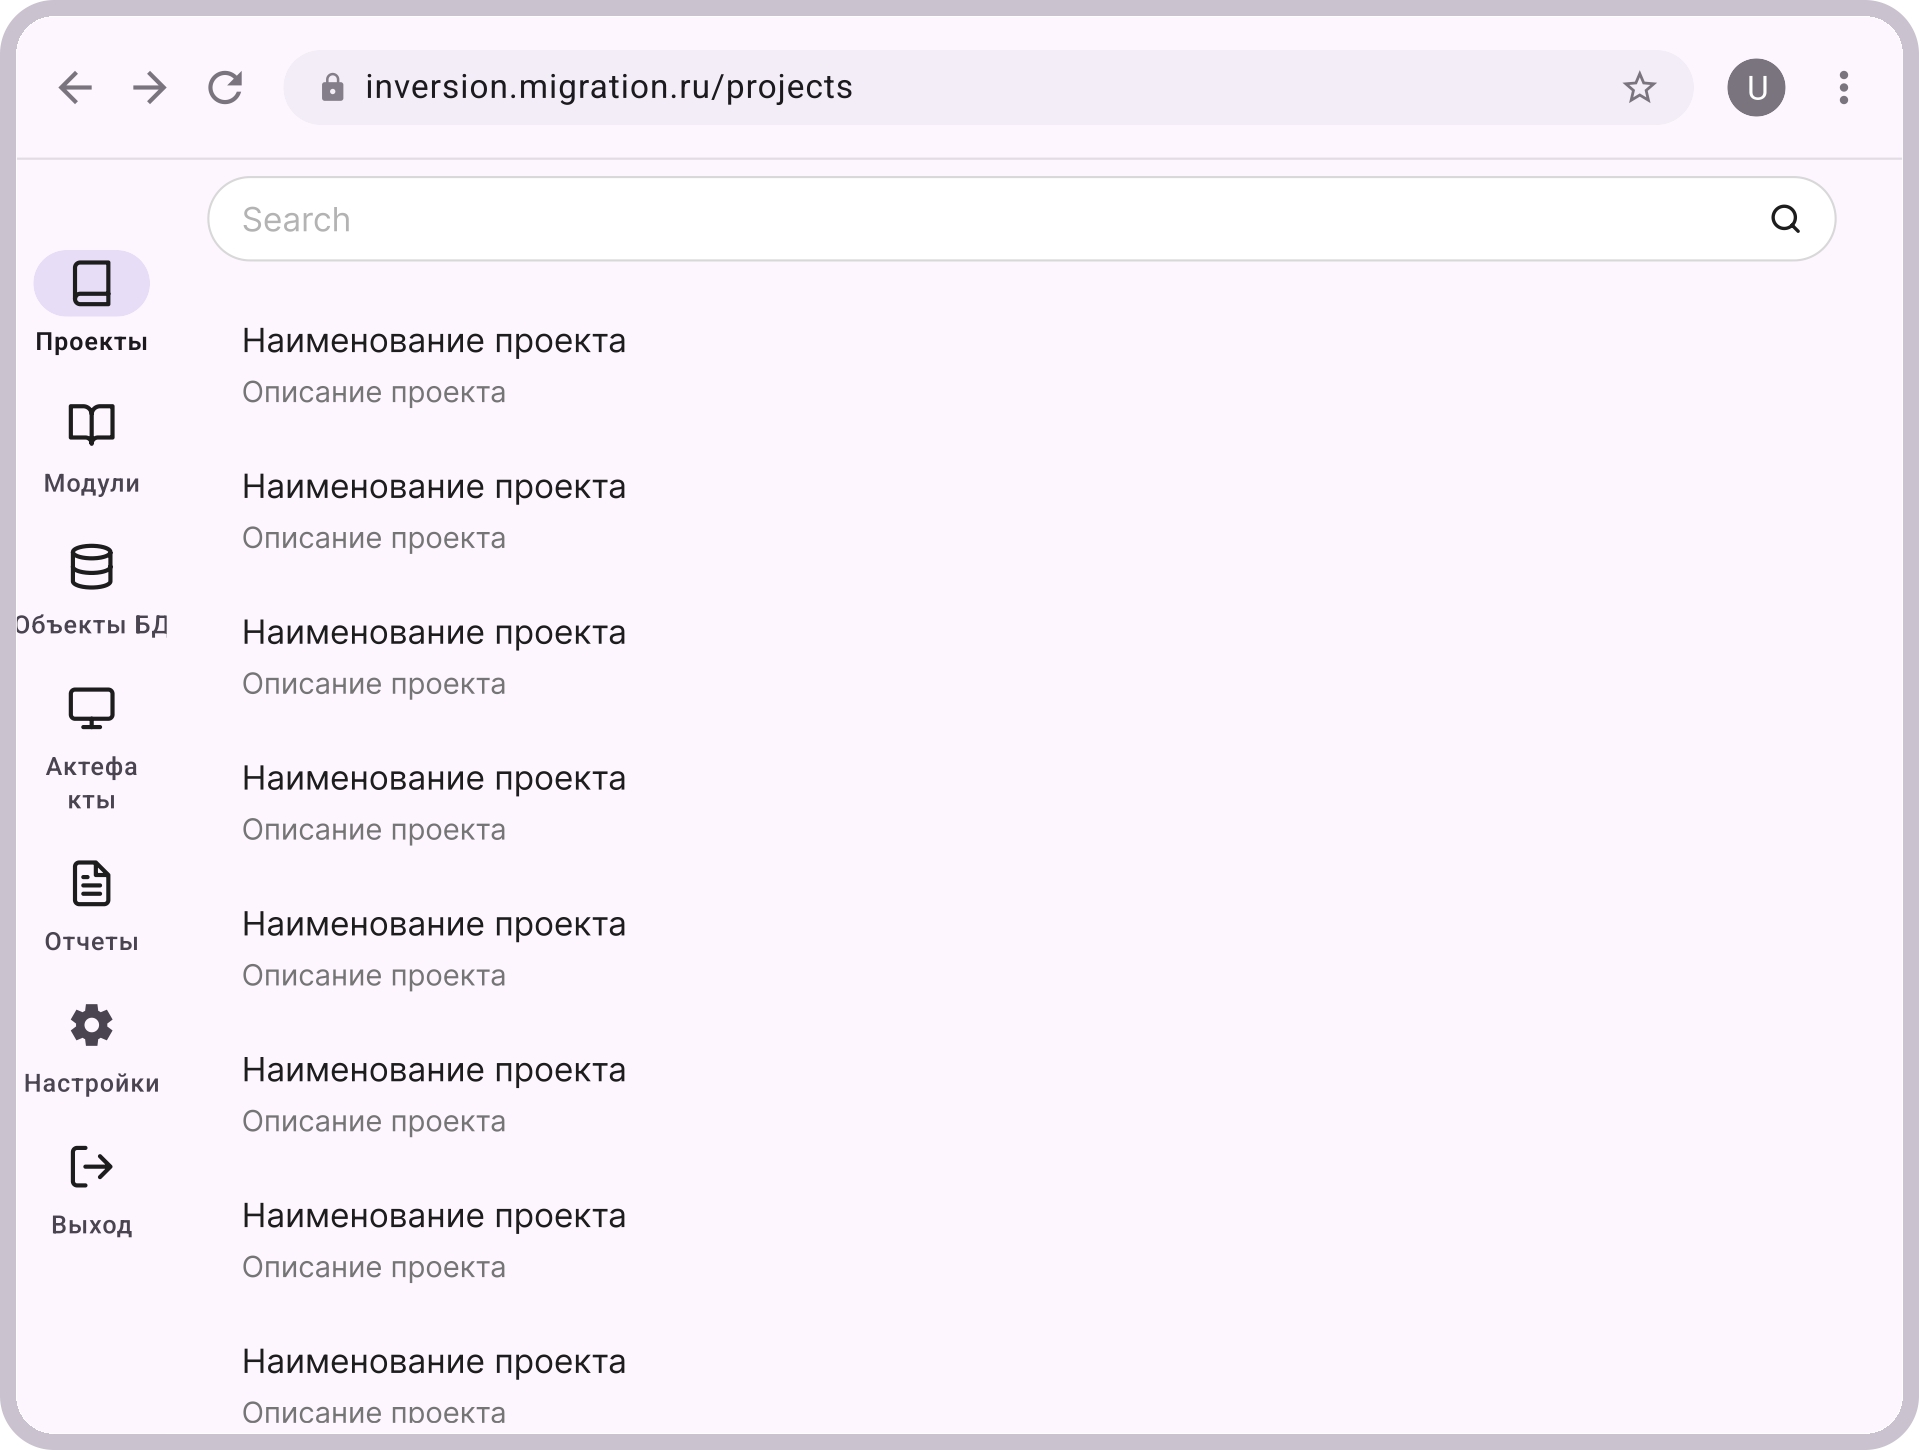 inversion.migration.ru/projects
U
Search
Проекты
Модули
Объекты БД
Актефа
кты
Отчеты
Настройки
Выход
Наименование проекта
Описание проекта
Наименование проекта
Описание проекта
Наименование проекта
Описание проекта
Наименование проекта
Описание проекта
Наименование проекта
Описание проекта
Наименование проекта
Описание проекта
Наименование проекта
Описание проекта
Наименование проекта
Описание проекта